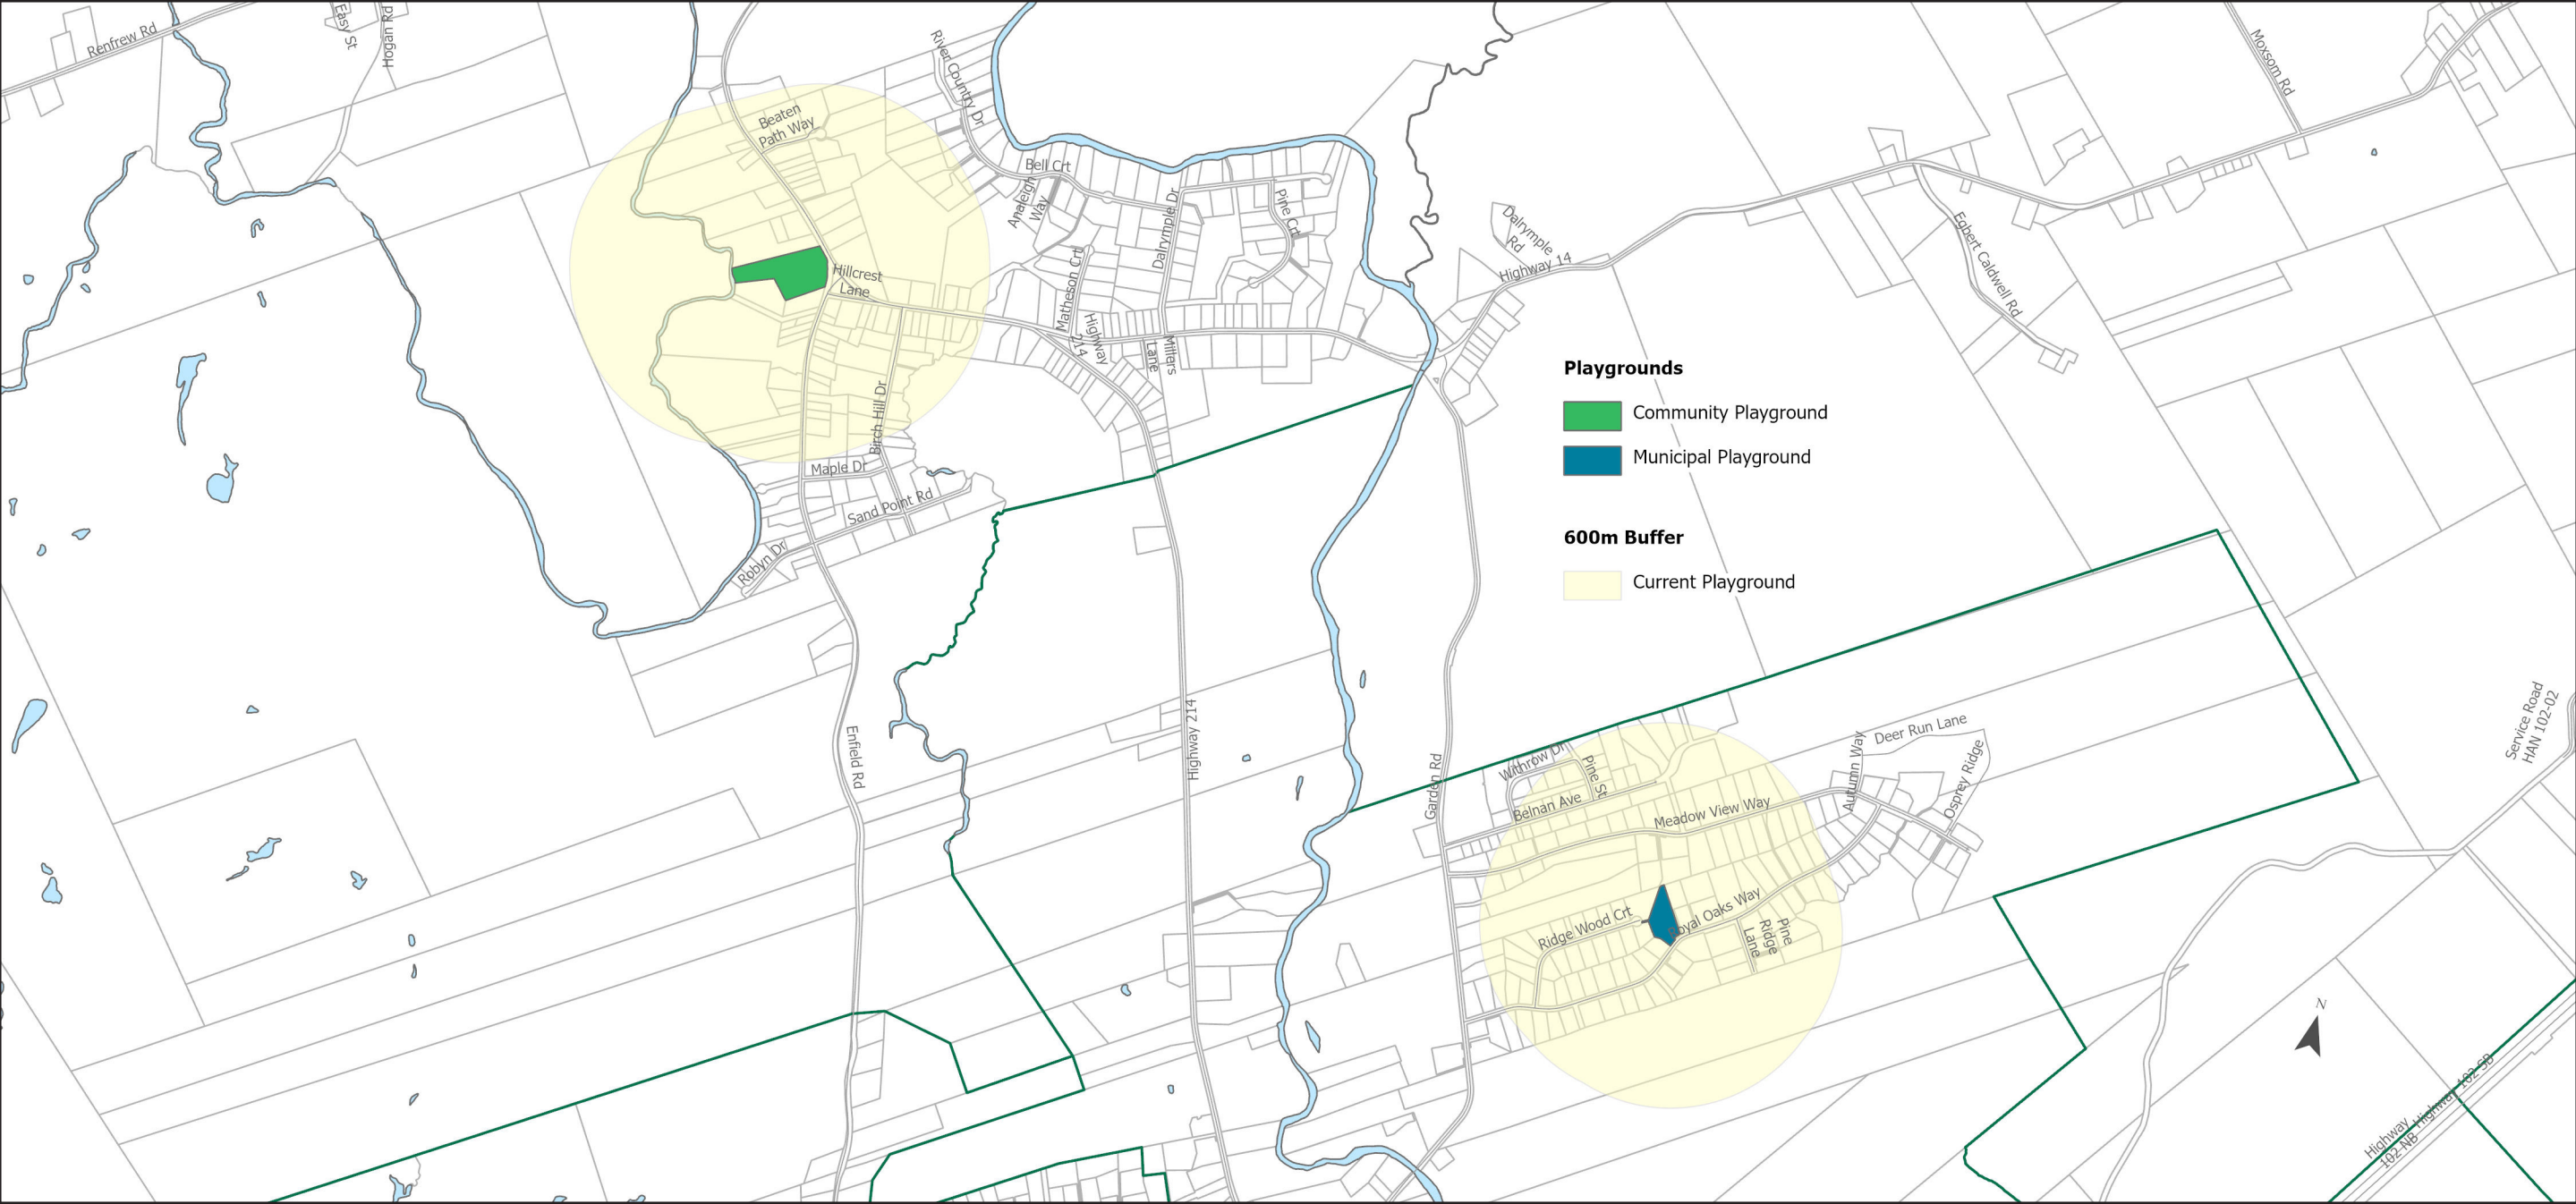 Renfrew Rd
Easy St
Hogan Rd
River Country Dr
Moxsom Rd
Beaten
Path Way
Bell Crt
Analeigh
Way
Dalrymple Dr
Pine Crt
Dalrymple
Rd
Highway 14
Egbert Caldwell Rd
Hillcrest
Lane
Matheson Crt
Highway
214
Millers
Lane
Birch Hill Dr
Maple Dr
Sand Point Rd
Robyn Dr
Playgrounds
Community Playground
Municipal Playground
600m Buffer
Current Playground
Enfield Rd
Highway 214
Garden Rd
Withrow Dr
Pine St
Belnan Ave
Meadow View Way
Autumn Way
Deer Run Lane
Osprey Ridge
Service Road
HAN 102-02
Ridge Wood Crt
Royal Oaks Way
Pine
Ridge
Lane
N
Highway 102 SB
Highway
102 NB